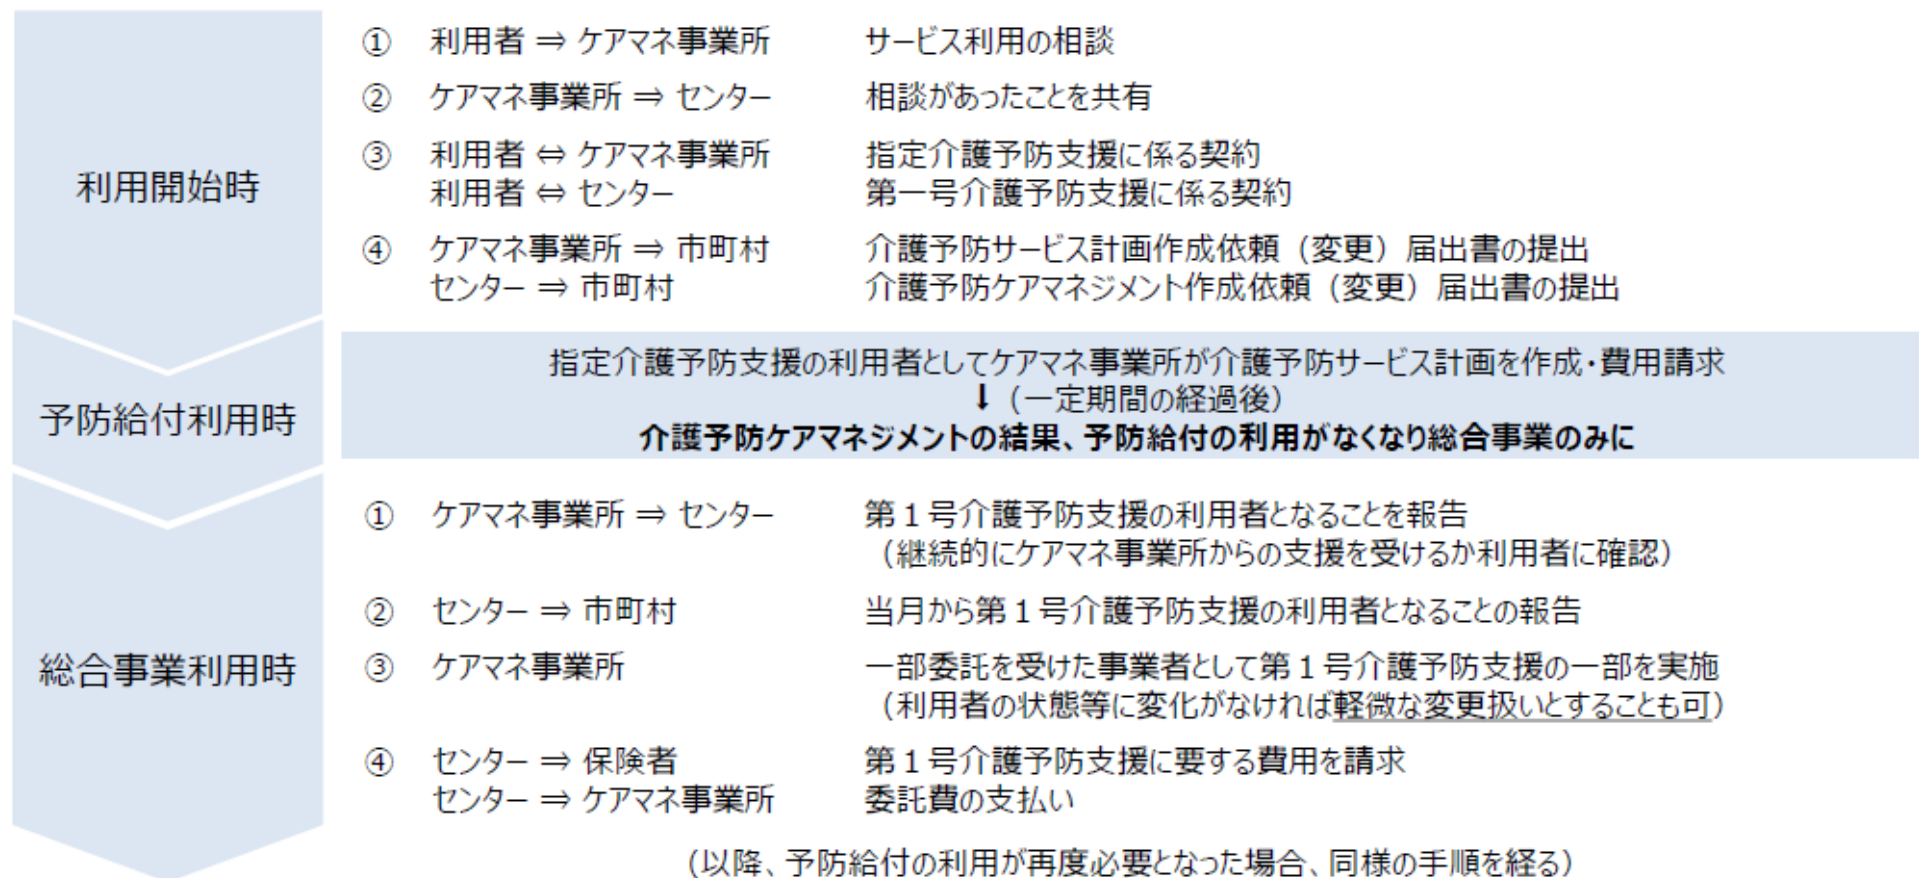 利用開始時
① 利用者 ⇒ ケアマネ事業所 サービス利用の相談
② ケアマネ事業所 ⇒ センター 相談があったことを共有
③ 利用者 ⇔ ケアマネ事業所 指定介護予防支援に係る契約
利用者 ⇔ センター 第一号介護予防支援に係る契約
④ ケアマネ事業所 ⇒ 市町村 介護予防サービス計画作成依頼（変更）届出書の提出
センター ⇒ 市町村 介護予防ケアマネジメント作成依頼（変更）届出書の提出
予防給付利用時
指定介護予防支援の利用者としてケアマネ事業所が介護予防サービス計画を作成・費用請求
⬇（一定期間の経過後）
介護予防ケアマネジメントの結果、予防給付の利用がなくなり総合事業のみに
総合事業利用時
① ケアマネ事業所 ⇒ センター 第１号介護予防支援の利用者となることを報告
（継続的にケアマネ事業所からの支援を受けるか利用者に確認）
② センター ⇒ 市町村 当月から第１号介護予防支援の利用者となることの報告
③ ケアマネ事業所 一部委託を受けた事業者として第１号介護予防支援の一部を実施
（利用者の状態等に変化がなければ軽微な変更扱いとすることも可）
④ センター ⇒ 保険者 第１号介護予防支援に要する費用を請求
センター ⇒ ケアマネ事業所 委託費の支払い
（以降、予防給付の利用が再度必要となった場合、同様の手順を経る）